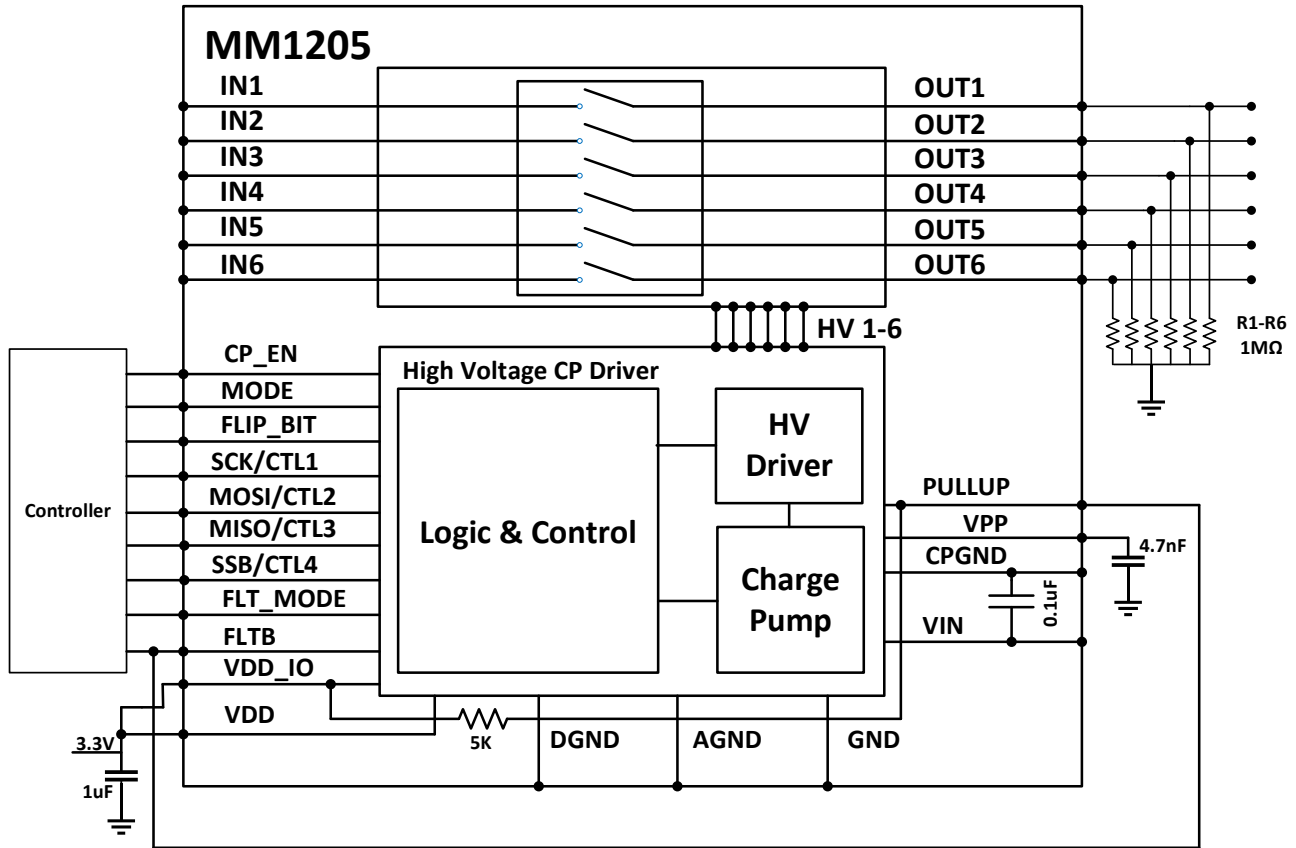 MM1205
IN1
OUT1
IN2
OUT2
IN3
OUT3
IN4
OUT4
IN5
OUT5
IN6
OUT6
HV 1-6
R1-R6
1MΩ
Controller
CP_EN
MODE
FLIP_BIT
SCK/CTL1
MOSI/CTL2
MISO/CTL3
SSB/CTL4
FLT_MODE
FLTB
VDD_IO
VDD
High Voltage CP Driver
Logic & Control
HV
Driver
Charge
Pump
PULLUP
VPP
4.7nF
CPGND
0.1uF
VIN
5K
DGND
AGND
GND
3.3V
1uF